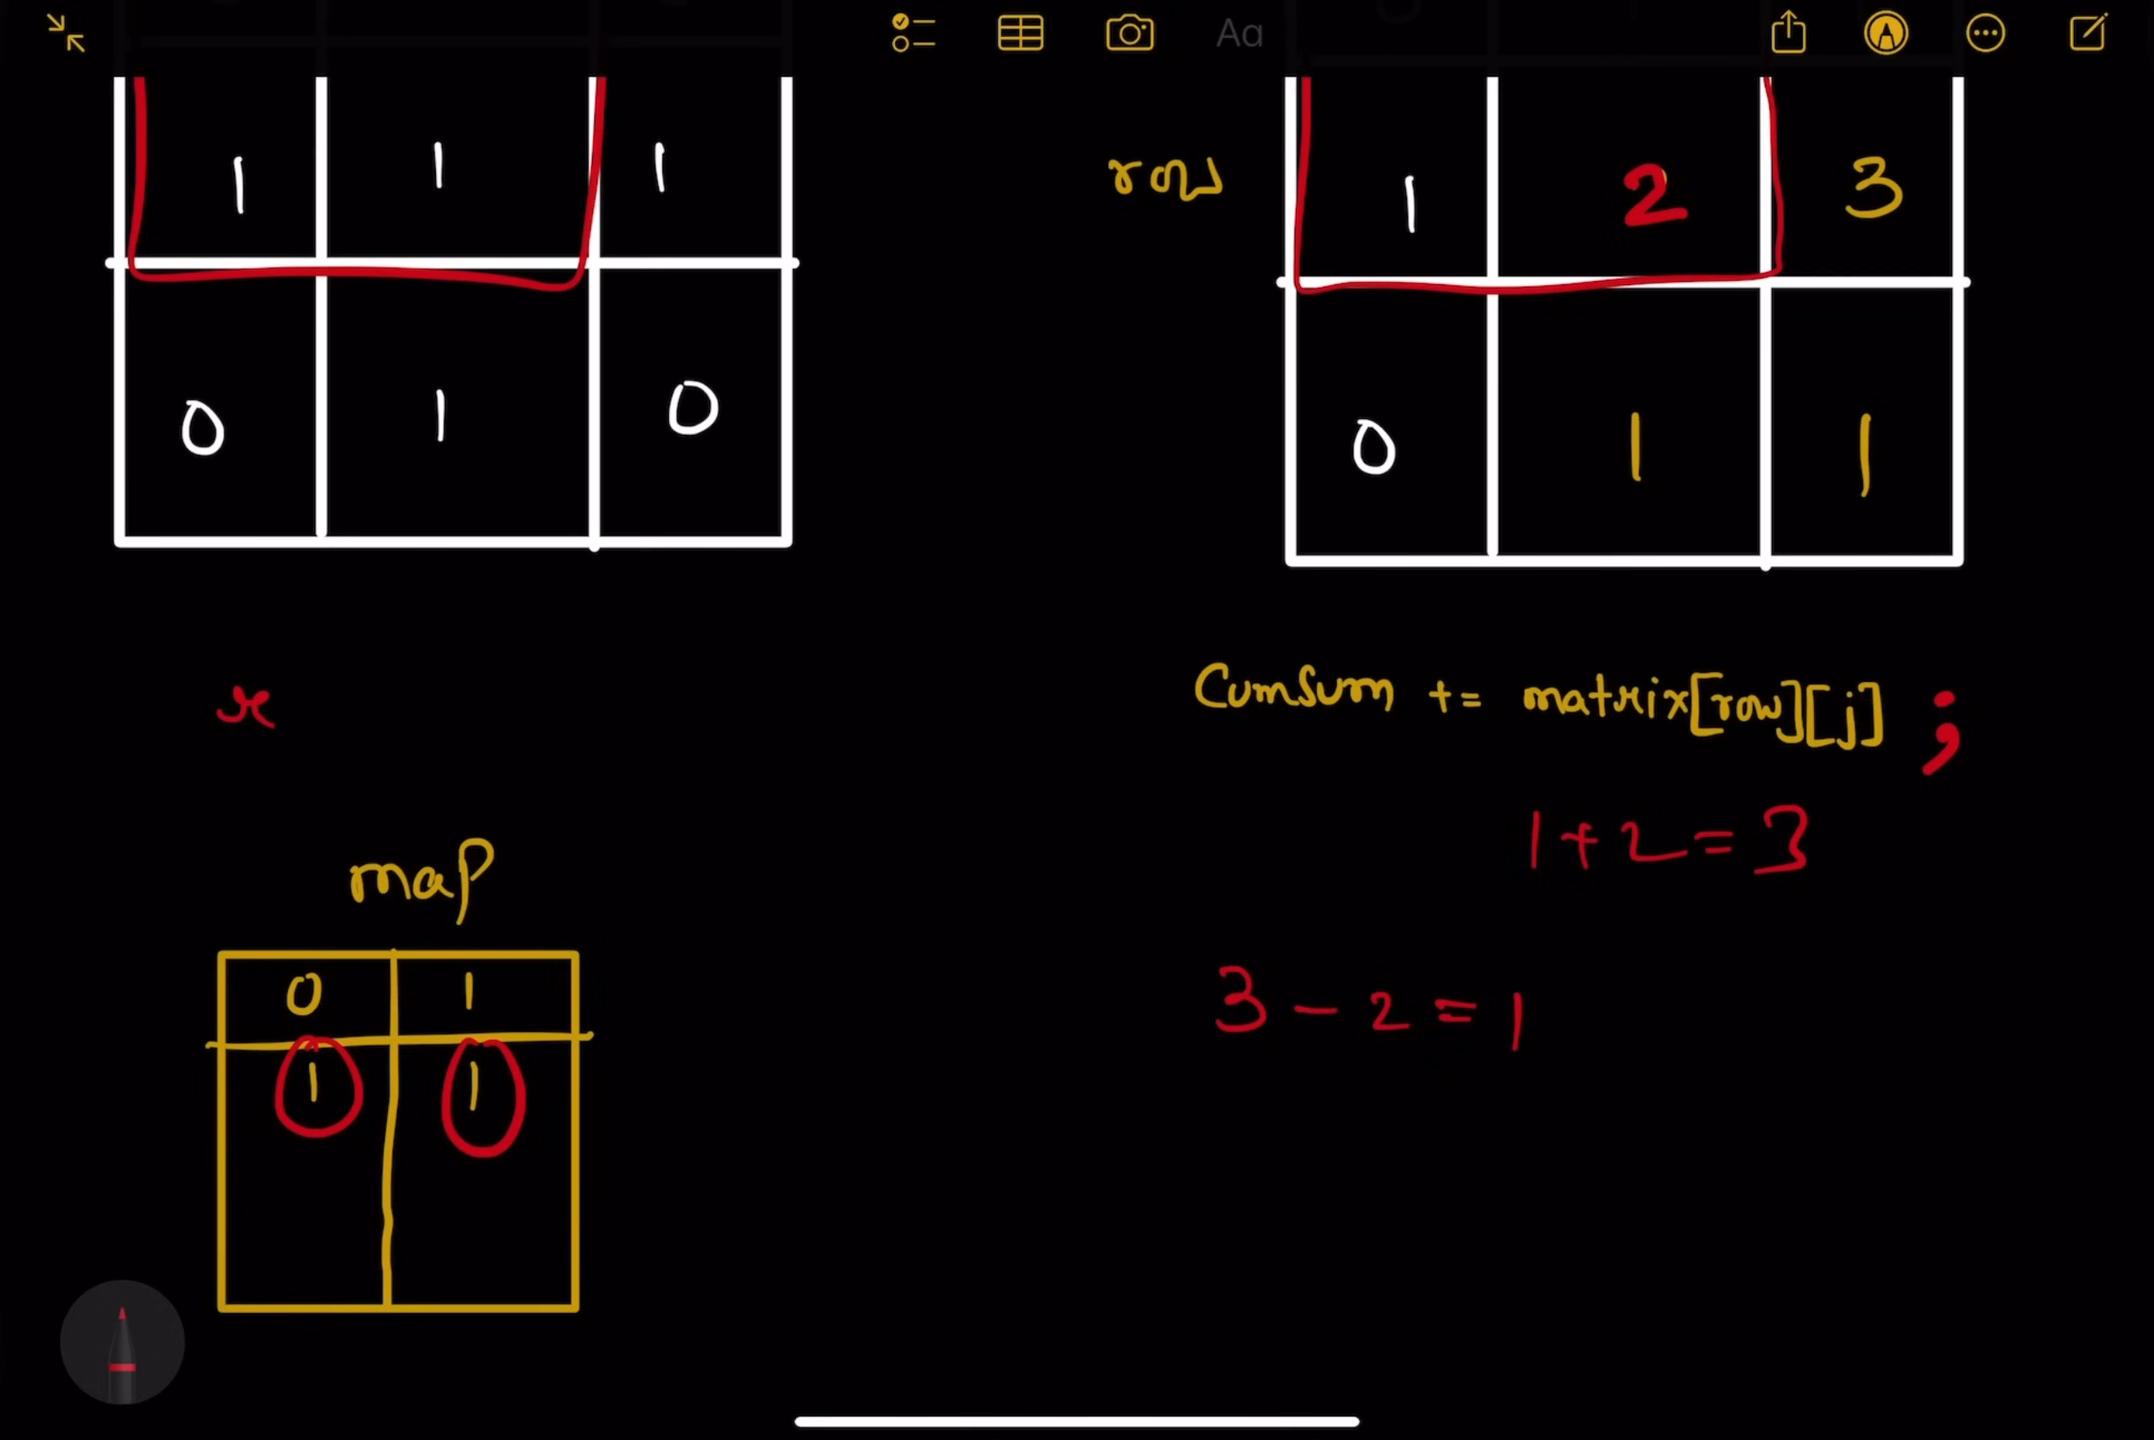 Aa
1 1 1
0 1 0
row 1 2 3
0 1 1
x
CumSum += matrix[row][j] ;
1+2=3
map
0 1
1 1
3-2=1